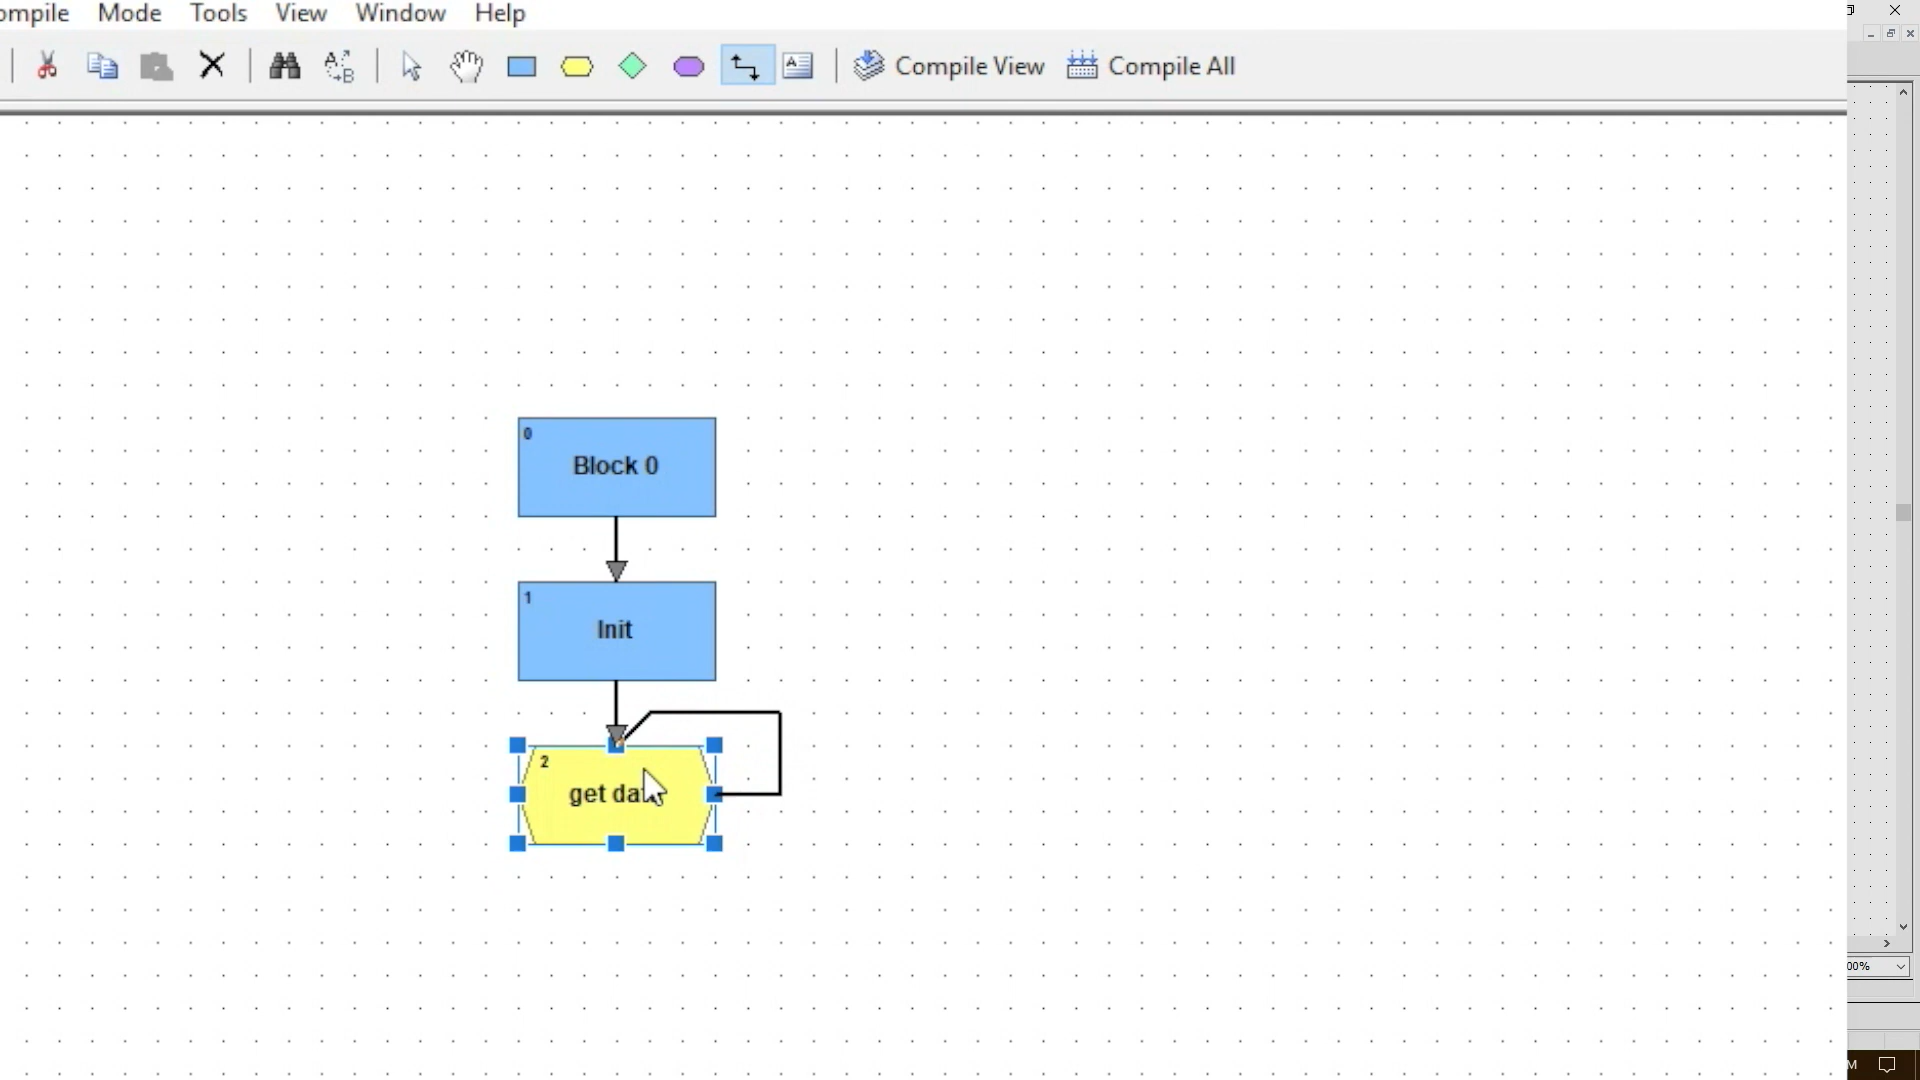 ompile Mode Tools View Window Help
Compile View Compile All
0
Block 0
1
Init
2
get da
00%
M